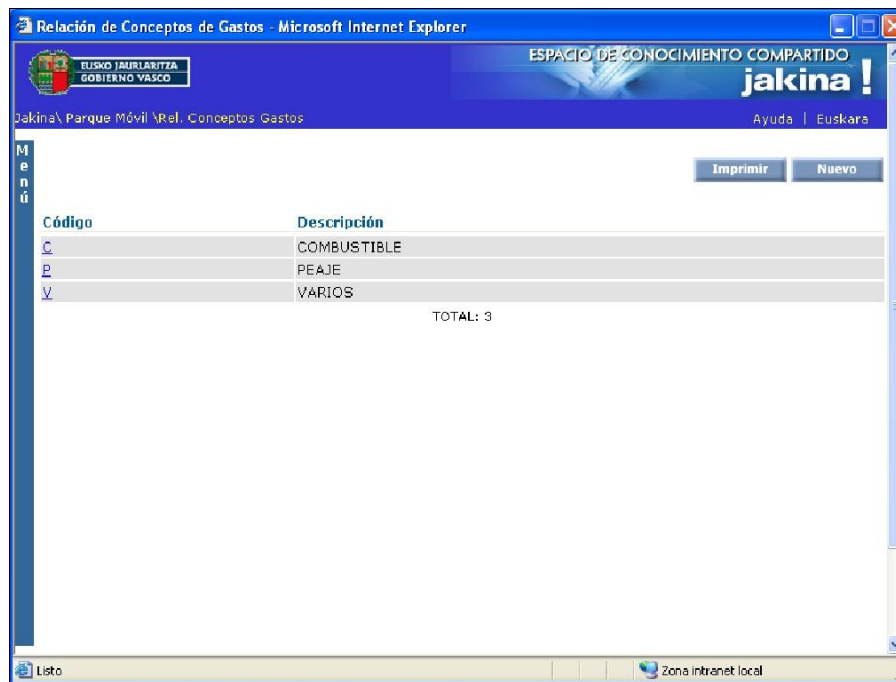 Relación de Conceptos de Gastos - Microsoft Internet Explorer
EUSKO JAURLARITZA
GOBIERNO VASCO
ESPACIO DE CONOCIMIENTO COMPARTIDO
jakina!
Jakina\ Parque Móvil \Rel. Conceptos Gastos
Ayuda | Euskara
Menú
Imprimir Nuevo
Código Descripción
C COMBUSTIBLE
P PEAJE
V VARIOS
TOTAL: 3
Listo Zona intranet local